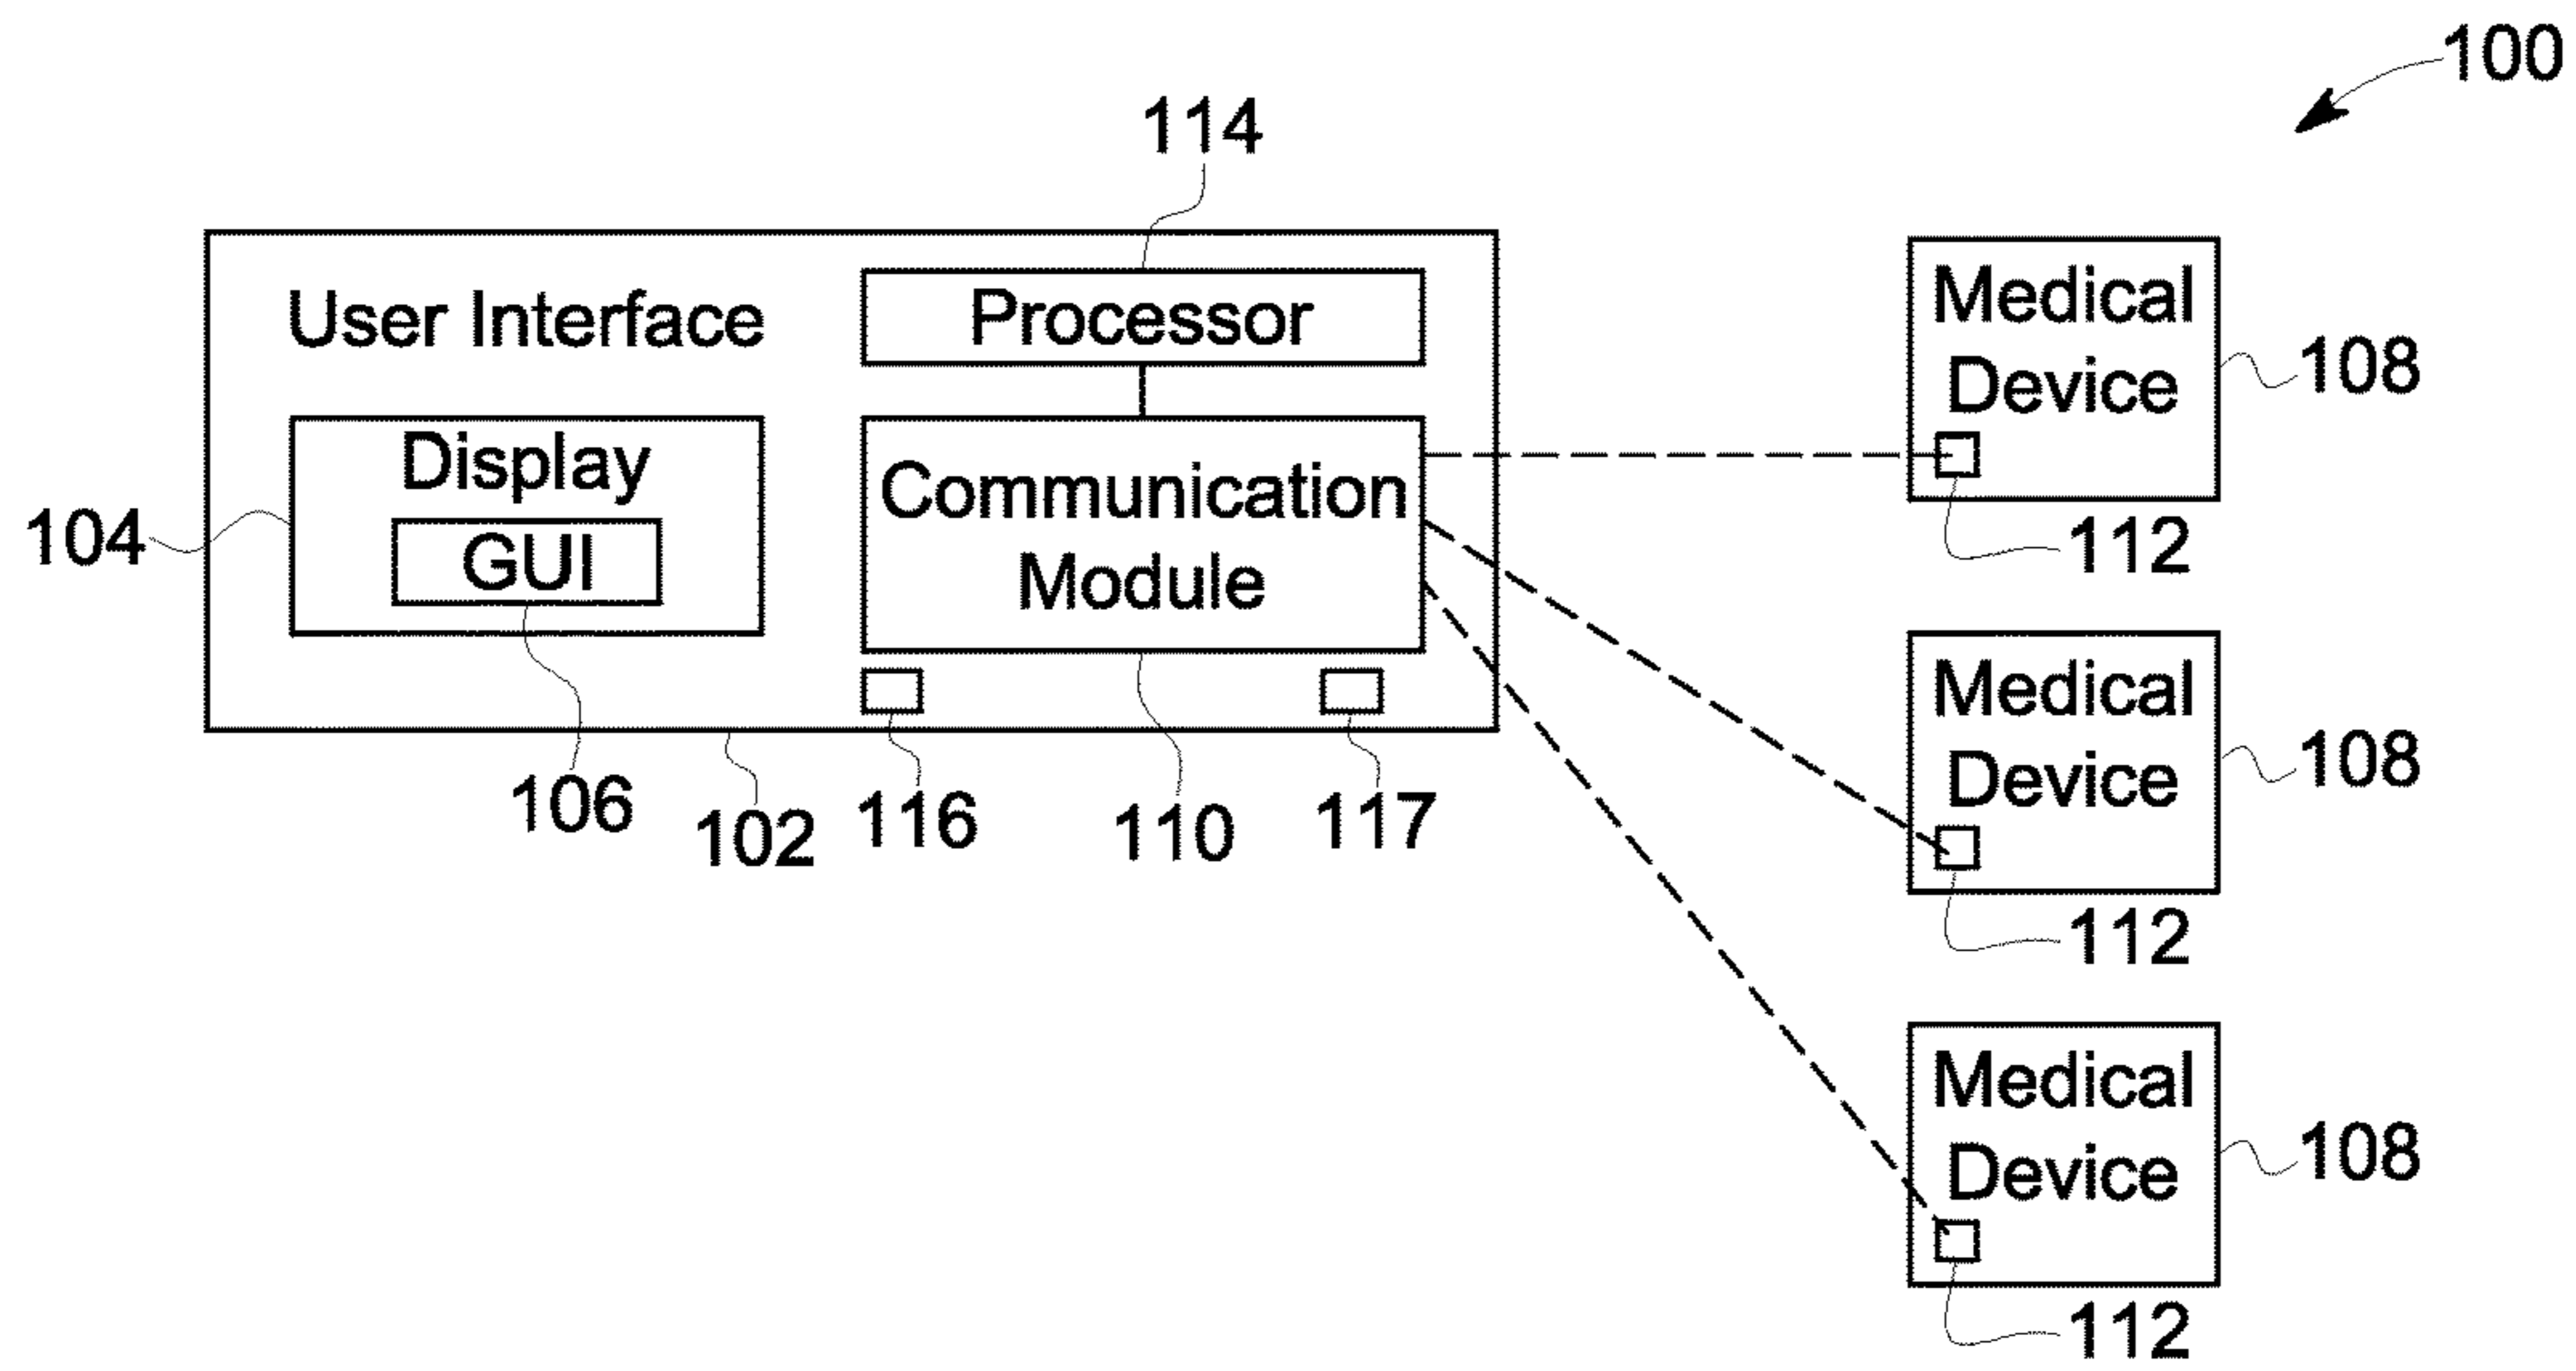 100
114
User Interface
Processor
Medical
Device
108
Display
GUI
104
Communication
Module
112
106
102
116
110
117
Medical
Device
108
112
Medical
Device
108
112